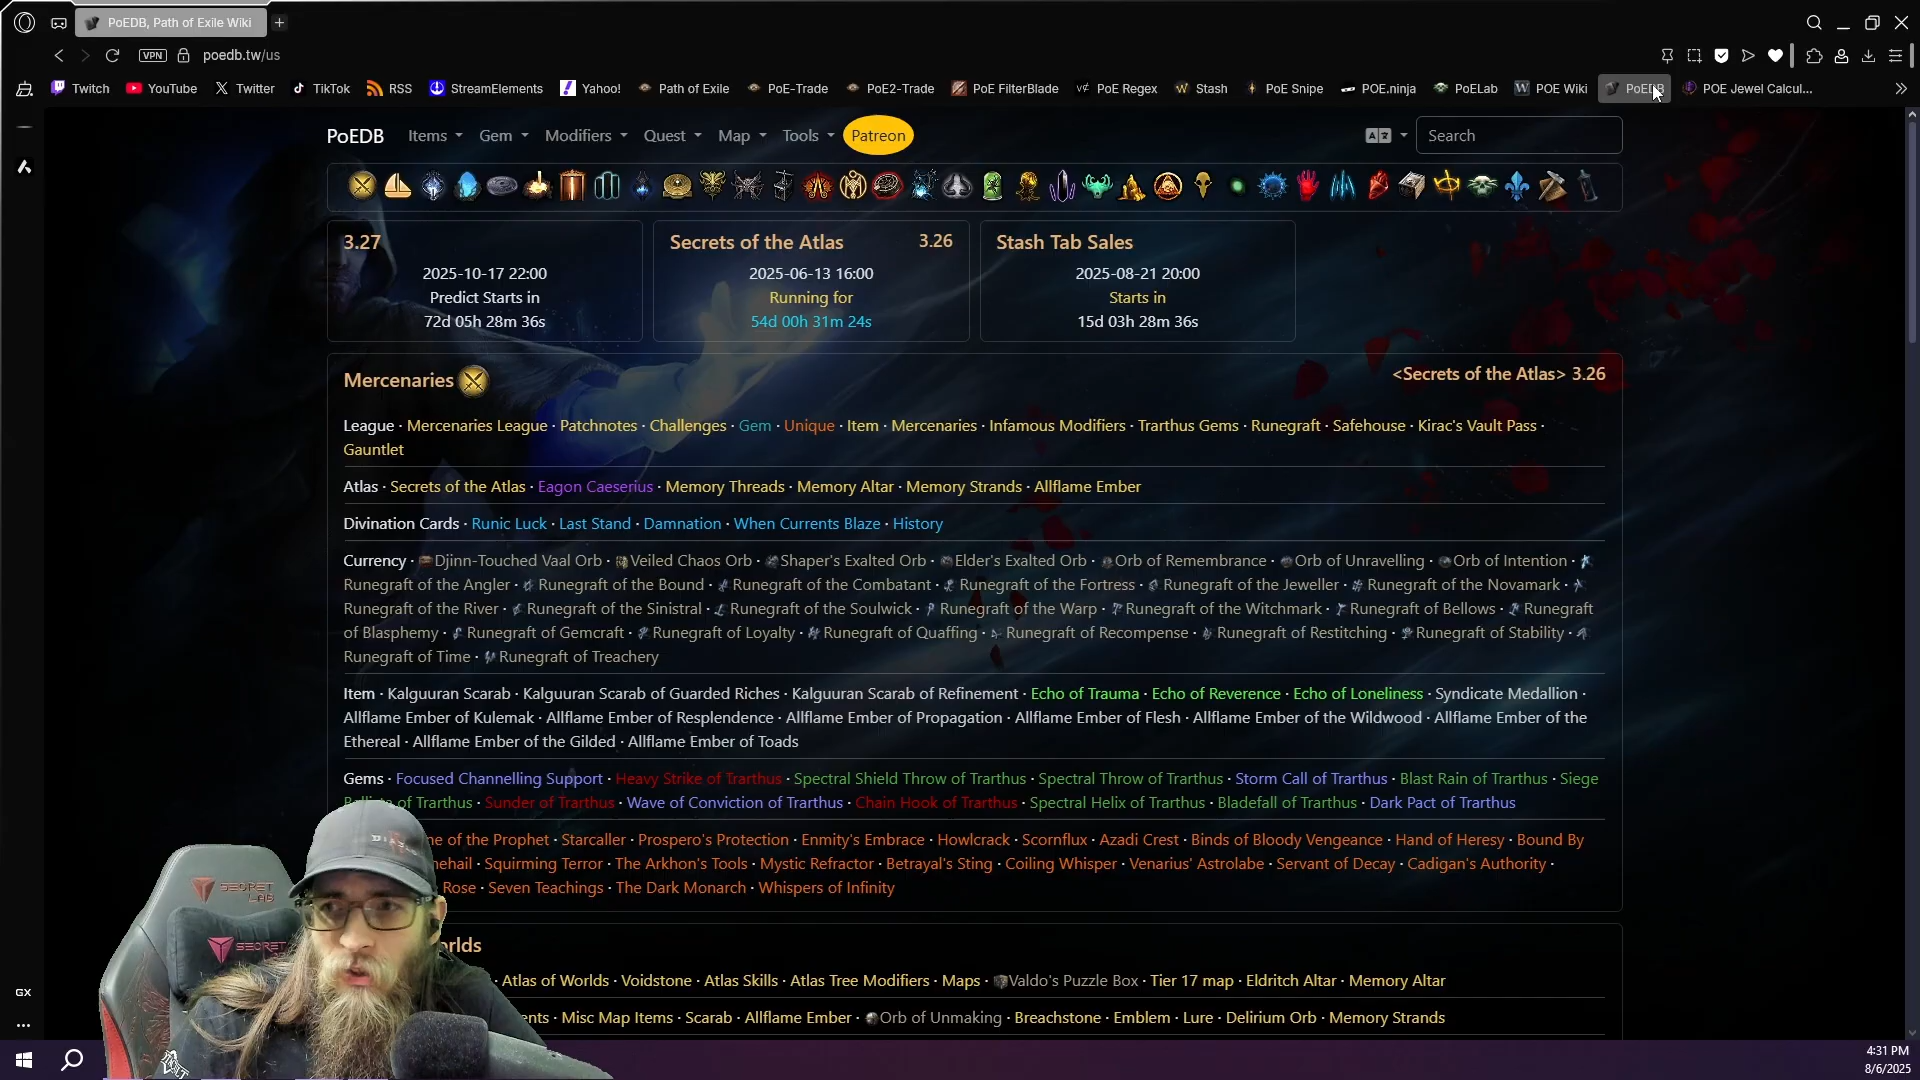 PoEDB, Path of Exile Wiki
VPN poedb.tw/us
Twitch YouTube Twitter TikTok RSS StreamElements Yahoo! Path of Exile PoE-Trade PoE2-Trade PoE FilterBlade PoE Regex Stash PoE Snipe POE.ninja PoELab POE Wiki PoEDB POE Jewel Calcul...
PoEDB Items Gem Modifiers Quest Map Tools Patreon Search
3.27
2025-10-17 22:00
Predict Starts in
72d 05h 28m 36s
Secrets of the Atlas 3.26
2025-06-13 16:00
Running for
54d 00h 31m 24s
Stash Tab Sales
2025-08-21 20:00
Starts in
15d 03h 28m 36s
Mercenaries <Secrets of the Atlas> 3.26
League · Mercenaries League · Patchnotes · Challenges · Gem · Unique · Item · Mercenaries · Infamous Modifiers · Trarthus Gems · Runegraft · Safehouse · Kirac's Vault Pass ·
Gauntlet
Atlas · Secrets of the Atlas · Eagon Caeserius · Memory Threads · Memory Altar · Memory Strands · Allflame Ember
Divination Cards · Runic Luck · Last Stand · Damnation · When Currents Blaze · History
Currency · Djinn-Touched Vaal Orb · Veiled Chaos Orb · Shaper's Exalted Orb · Elder's Exalted Orb · Orb of Remembrance · Orb of Unravelling · Orb of Intention ·
Runegraft of the Angler · Runegraft of the Bound · Runegraft of the Combatant · Runegraft of the Fortress · Runegraft of the Jeweller · Runegraft of the Novamark ·
Runegraft of the River · Runegraft of the Sinistral · Runegraft of the Soulwick · Runegraft of the Warp · Runegraft of the Witchmark · Runegraft of Bellows · Runegraft
of Blasphemy · Runegraft of Gemcraft · Runegraft of Loyalty · Runegraft of Quaffing · Runegraft of Recompense · Runegraft of Restitching · Runegraft of Stability ·
Runegraft of Time · Runegraft of Treachery
Item · Kalguuran Scarab · Kalguuran Scarab of Guarded Riches · Kalguuran Scarab of Refinement · Echo of Trauma · Echo of Reverence · Echo of Loneliness · Syndicate Medallion ·
Allflame Ember of Kulemak · Allflame Ember of Resplendence · Allflame Ember of Propagation · Allflame Ember of Flesh · Allflame Ember of the Wildwood · Allflame Ember of the
Ethereal · Allflame Ember of the Gilded · Allflame Ember of Toads
Gems · Focused Channelling Support · Heavy Strike of Trarthus · Spectral Shield Throw of Trarthus · Spectral Throw of Trarthus · Storm Call of Trarthus · Blast Rain of Trarthus · Siege
of Trarthus · Sunder of Trarthus · Wave of Conviction of Trarthus · Chain Hook of Trarthus · Spectral Helix of Trarthus · Bladefall of Trarthus · Dark Pact of Trarthus
of the Prophet · Starcaller · Prospero's Protection · Enmity's Embrace · Howlcrack · Scornflux · Azadi Crest · Binds of Bloody Vengeance · Hand of Heresy · Bound By
· Squirming Terror · The Arkhon's Tools · Mystic Refractor · Betrayal's Sting · Coiling Whisper · Venarius' Astrolabe · Servant of Decay · Cadigan's Authority ·
Rose · Seven Teachings · The Dark Monarch · Whispers of Infinity
· Atlas of Worlds · Voidstone · Atlas Skills · Atlas Tree Modifiers · Maps · Valdo's Puzzle Box · Tier 17 map · Eldritch Altar · Memory Altar
· Misc Map Items · Scarab · Allflame Ember · Orb of Unmaking · Breachstone · Emblem · Lure · Delirium Orb · Memory Strands
SECRET LAB
SECRET
GX
4:31 PM
8/6/2025